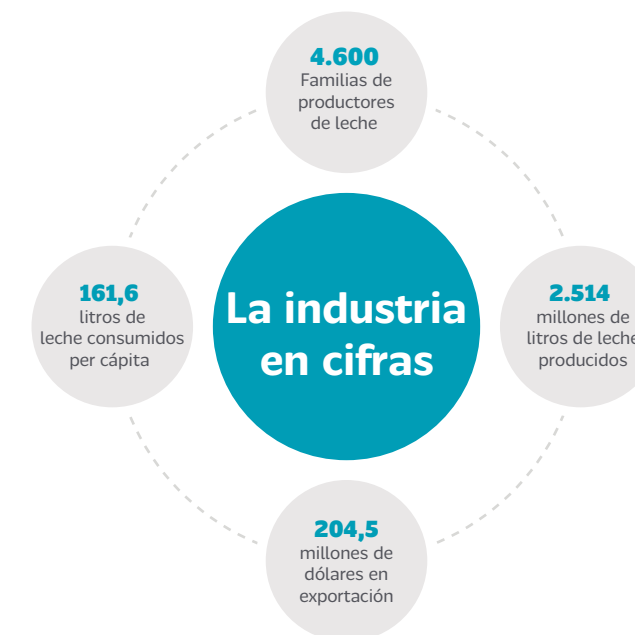 4.600
Familias de
productores
de leche
161,6
litros de
leche consumidos
per cápita
La industria
en cifras
2.514
millones de
litros de leche
producidos
204,5
millones de
dólares en
exportación